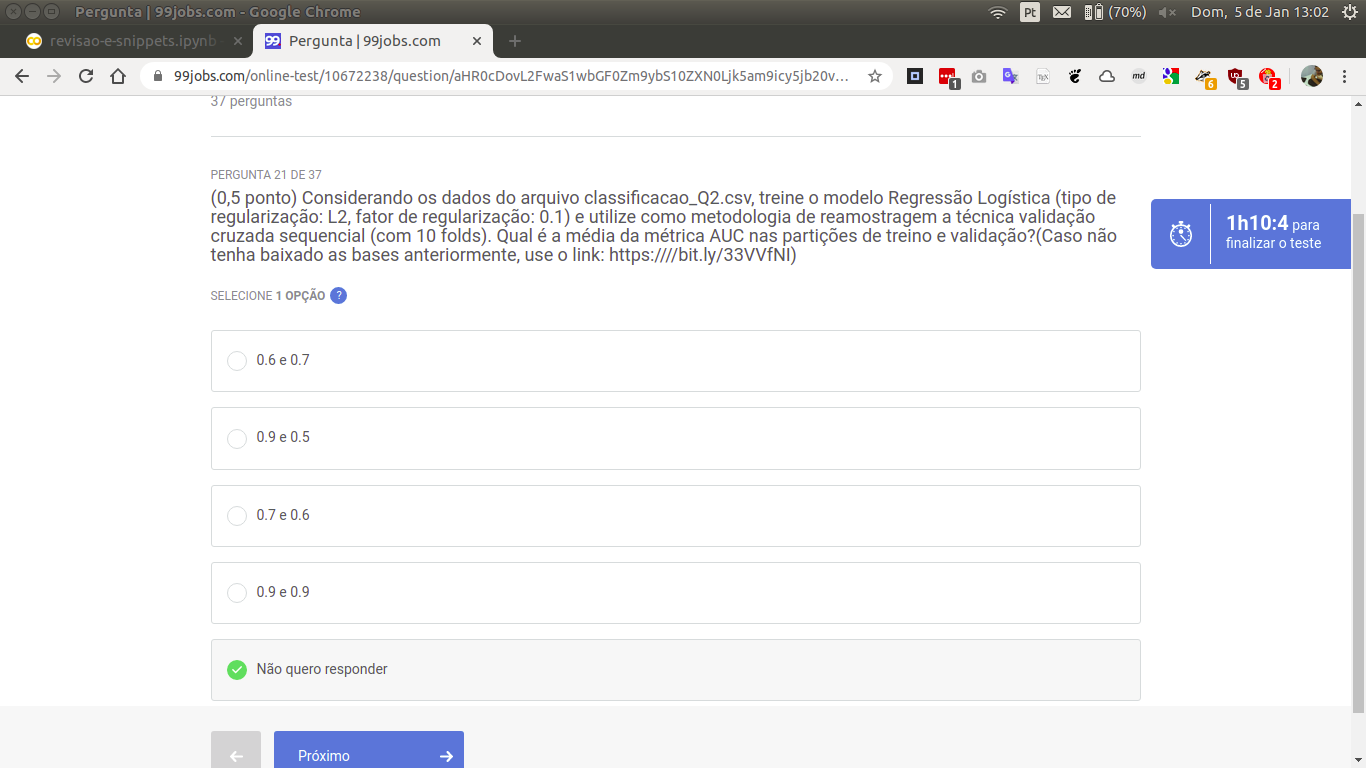 Pergunta | 99jobs.com - Google Chrome
Pt
(70%)
Dom, 5 de Jan 13:02
revisao-e-snippets.ipynb
Pergunta | 99jobs.com
99jobs.com/online-test/10672238/question/aHR0cDovL2FwaS1wbGF0Zm9ybS10ZXN0Ljk5am9icy5jb20v...
1
md
6
5
2
37 perguntas
PERGUNTA 21 DE 37
(0,5 ponto) Considerando os dados do arquivo classificacao_Q2.csv, treine o modelo Regressão Logística (tipo de
regularização: L2, fator de regularização: 0.1) e utilize como metodologia de reamostragem a técnica validação
cruzada sequencial (com 10 folds). Qual é a média da métrica AUC nas partições de treino e validação?(Caso não
tenha baixado as bases anteriormente, use o link: https:////bit.ly/33VVfNI)
1h10:4 para
finalizar o teste
SELECIONE 1 OPÇÃO ?
0.6 e 0.7
0.9 e 0.5
0.7 e 0.6
0.9 e 0.9
Não quero responder
Próximo